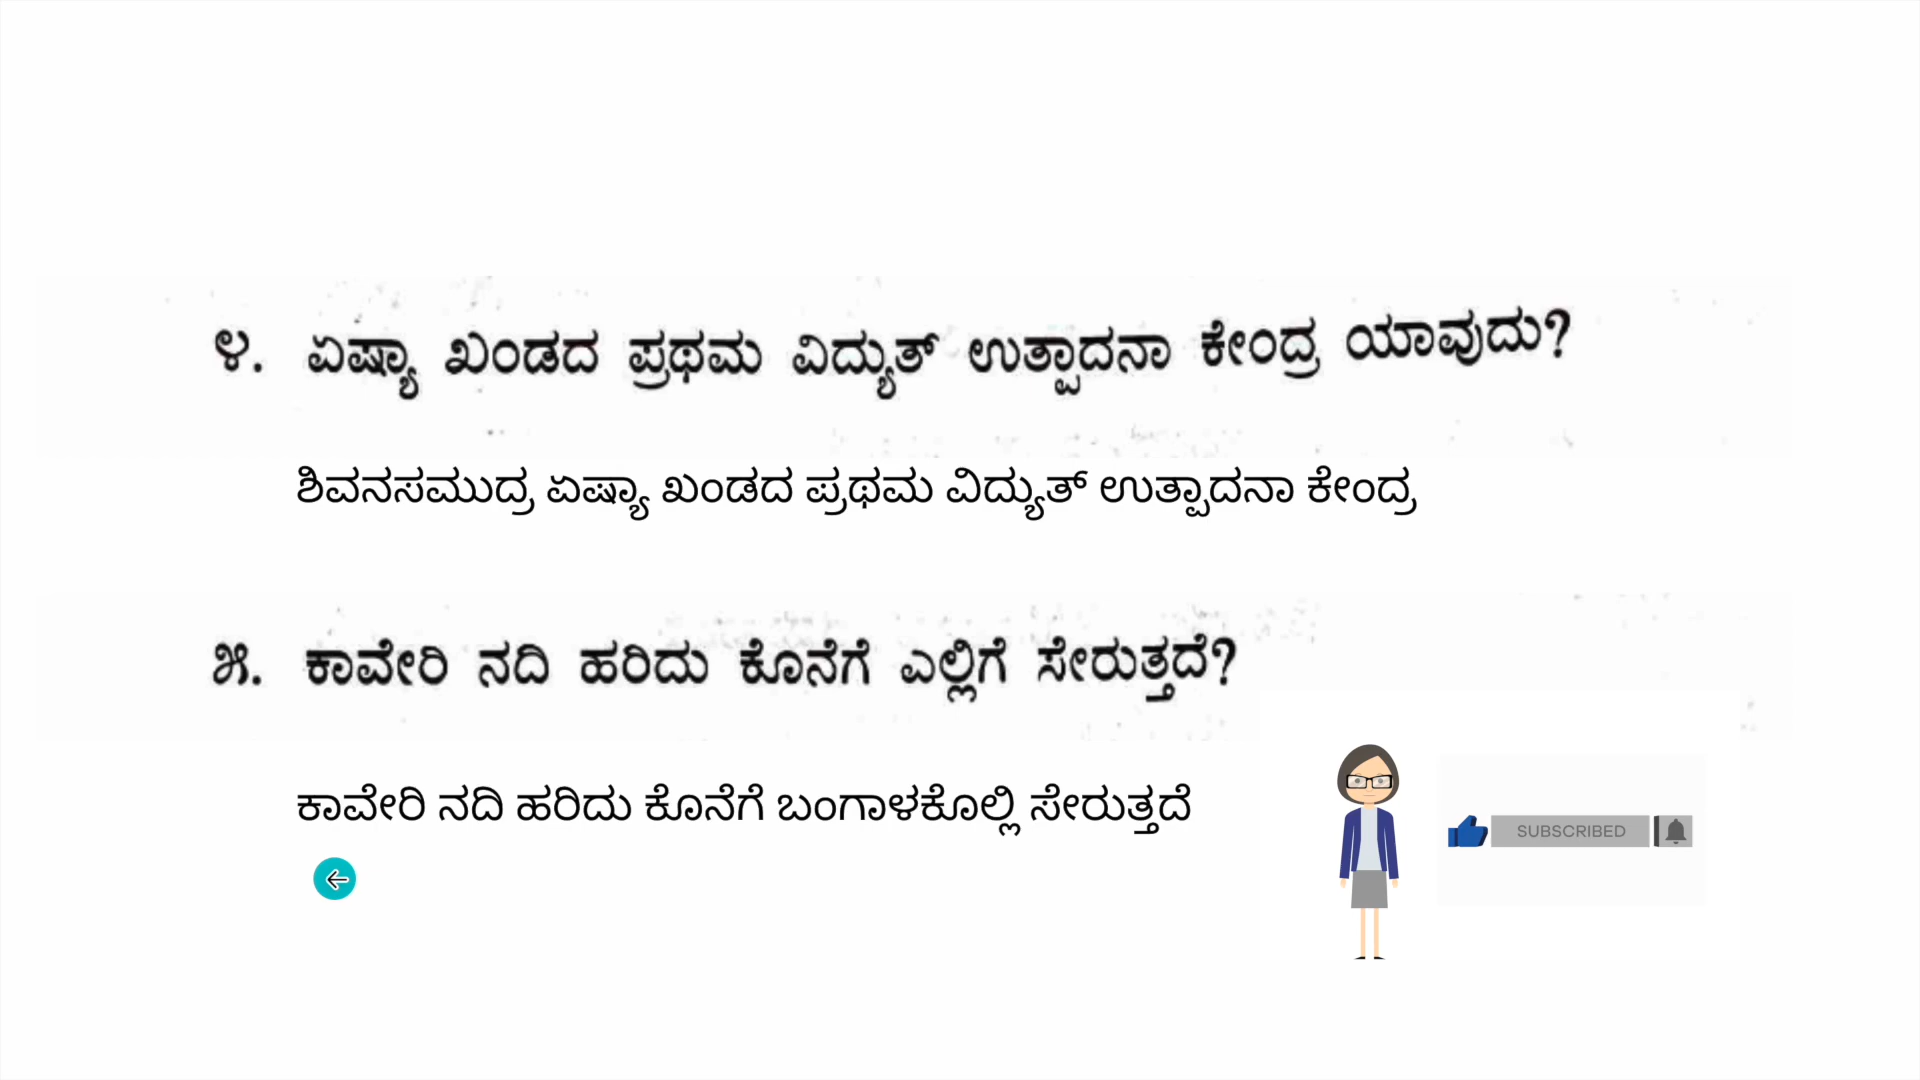 ೪. ಏಷ್ಯಾ ಖಂಡದ ಪ್ರಥಮ ವಿದ್ಯುತ್ ಉತ್ಪಾದನಾ ಕೇಂದ್ರ ಯಾವುದು?
ಶಿವನಸಮುದ್ರ ಏಷ್ಯಾ ಖಂಡದ ಪ್ರಥಮ ವಿದ್ಯುತ್ ಉತ್ಪಾದನಾ ಕೇಂದ್ರ
೫. ಕಾವೇರಿ ನದಿ ಹರಿದು ಕೊನೆಗೆ ಎಲ್ಲಿಗೆ ಸೇರುತ್ತದೆ?
ಕಾವೇರಿ ನದಿ ಹರಿದು ಕೊನೆಗೆ ಬಂಗಾಳಕೊಲ್ಲಿ ಸೇರುತ್ತದೆ
SUBSCRIBED